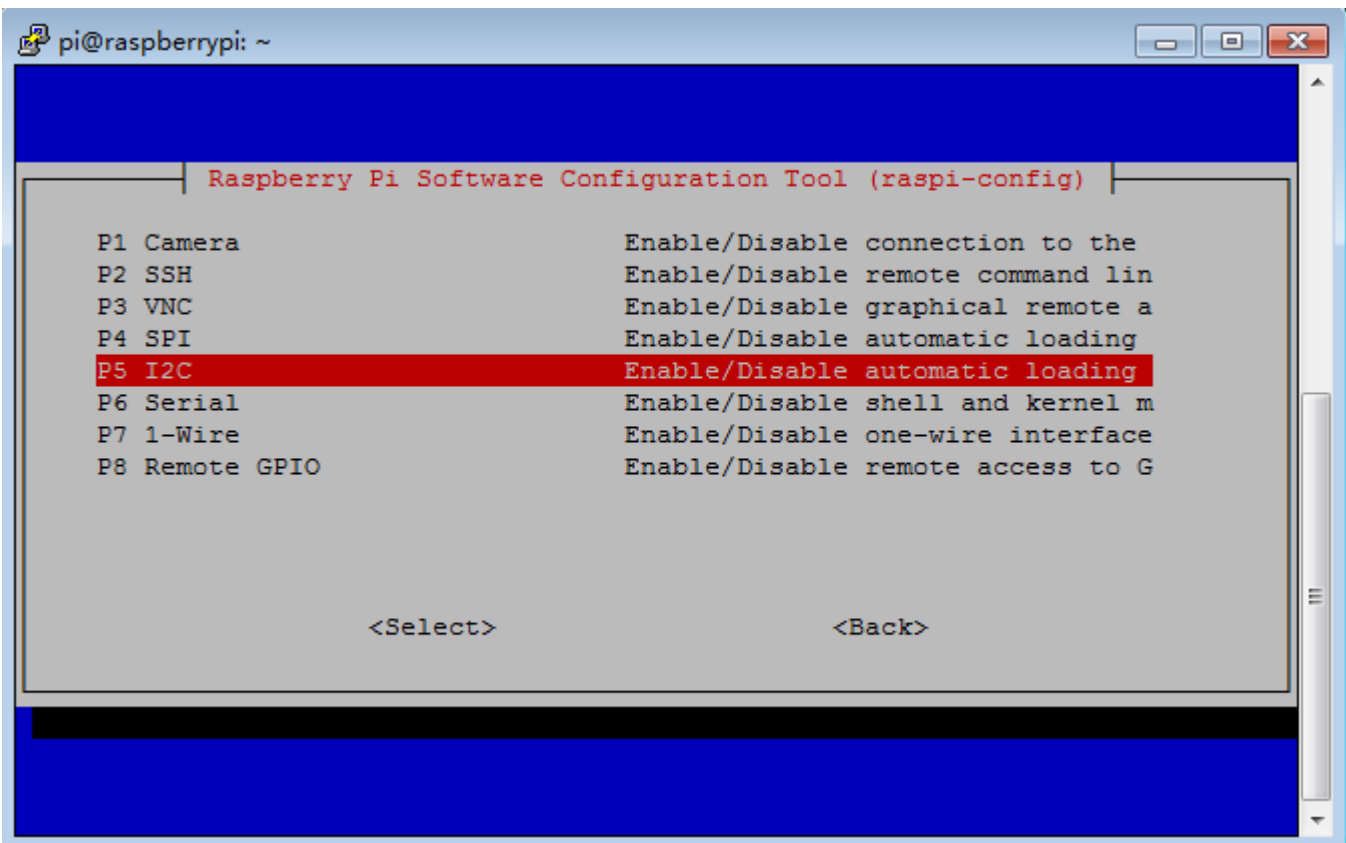 pi@raspberrypi: ~
Raspberry Pi Software Configuration Tool (raspi-config)
P1 Camera Enable/Disable connection to the
P2 SSH Enable/Disable remote command lin
P3 VNC Enable/Disable graphical remote a
P4 SPI Enable/Disable automatic loading
P5 I2C Enable/Disable automatic loading
P6 Serial Enable/Disable shell and kernel m
P7 1-Wire Enable/Disable one-wire interface
P8 Remote GPIO Enable/Disable remote access to G
<Select> <Back>